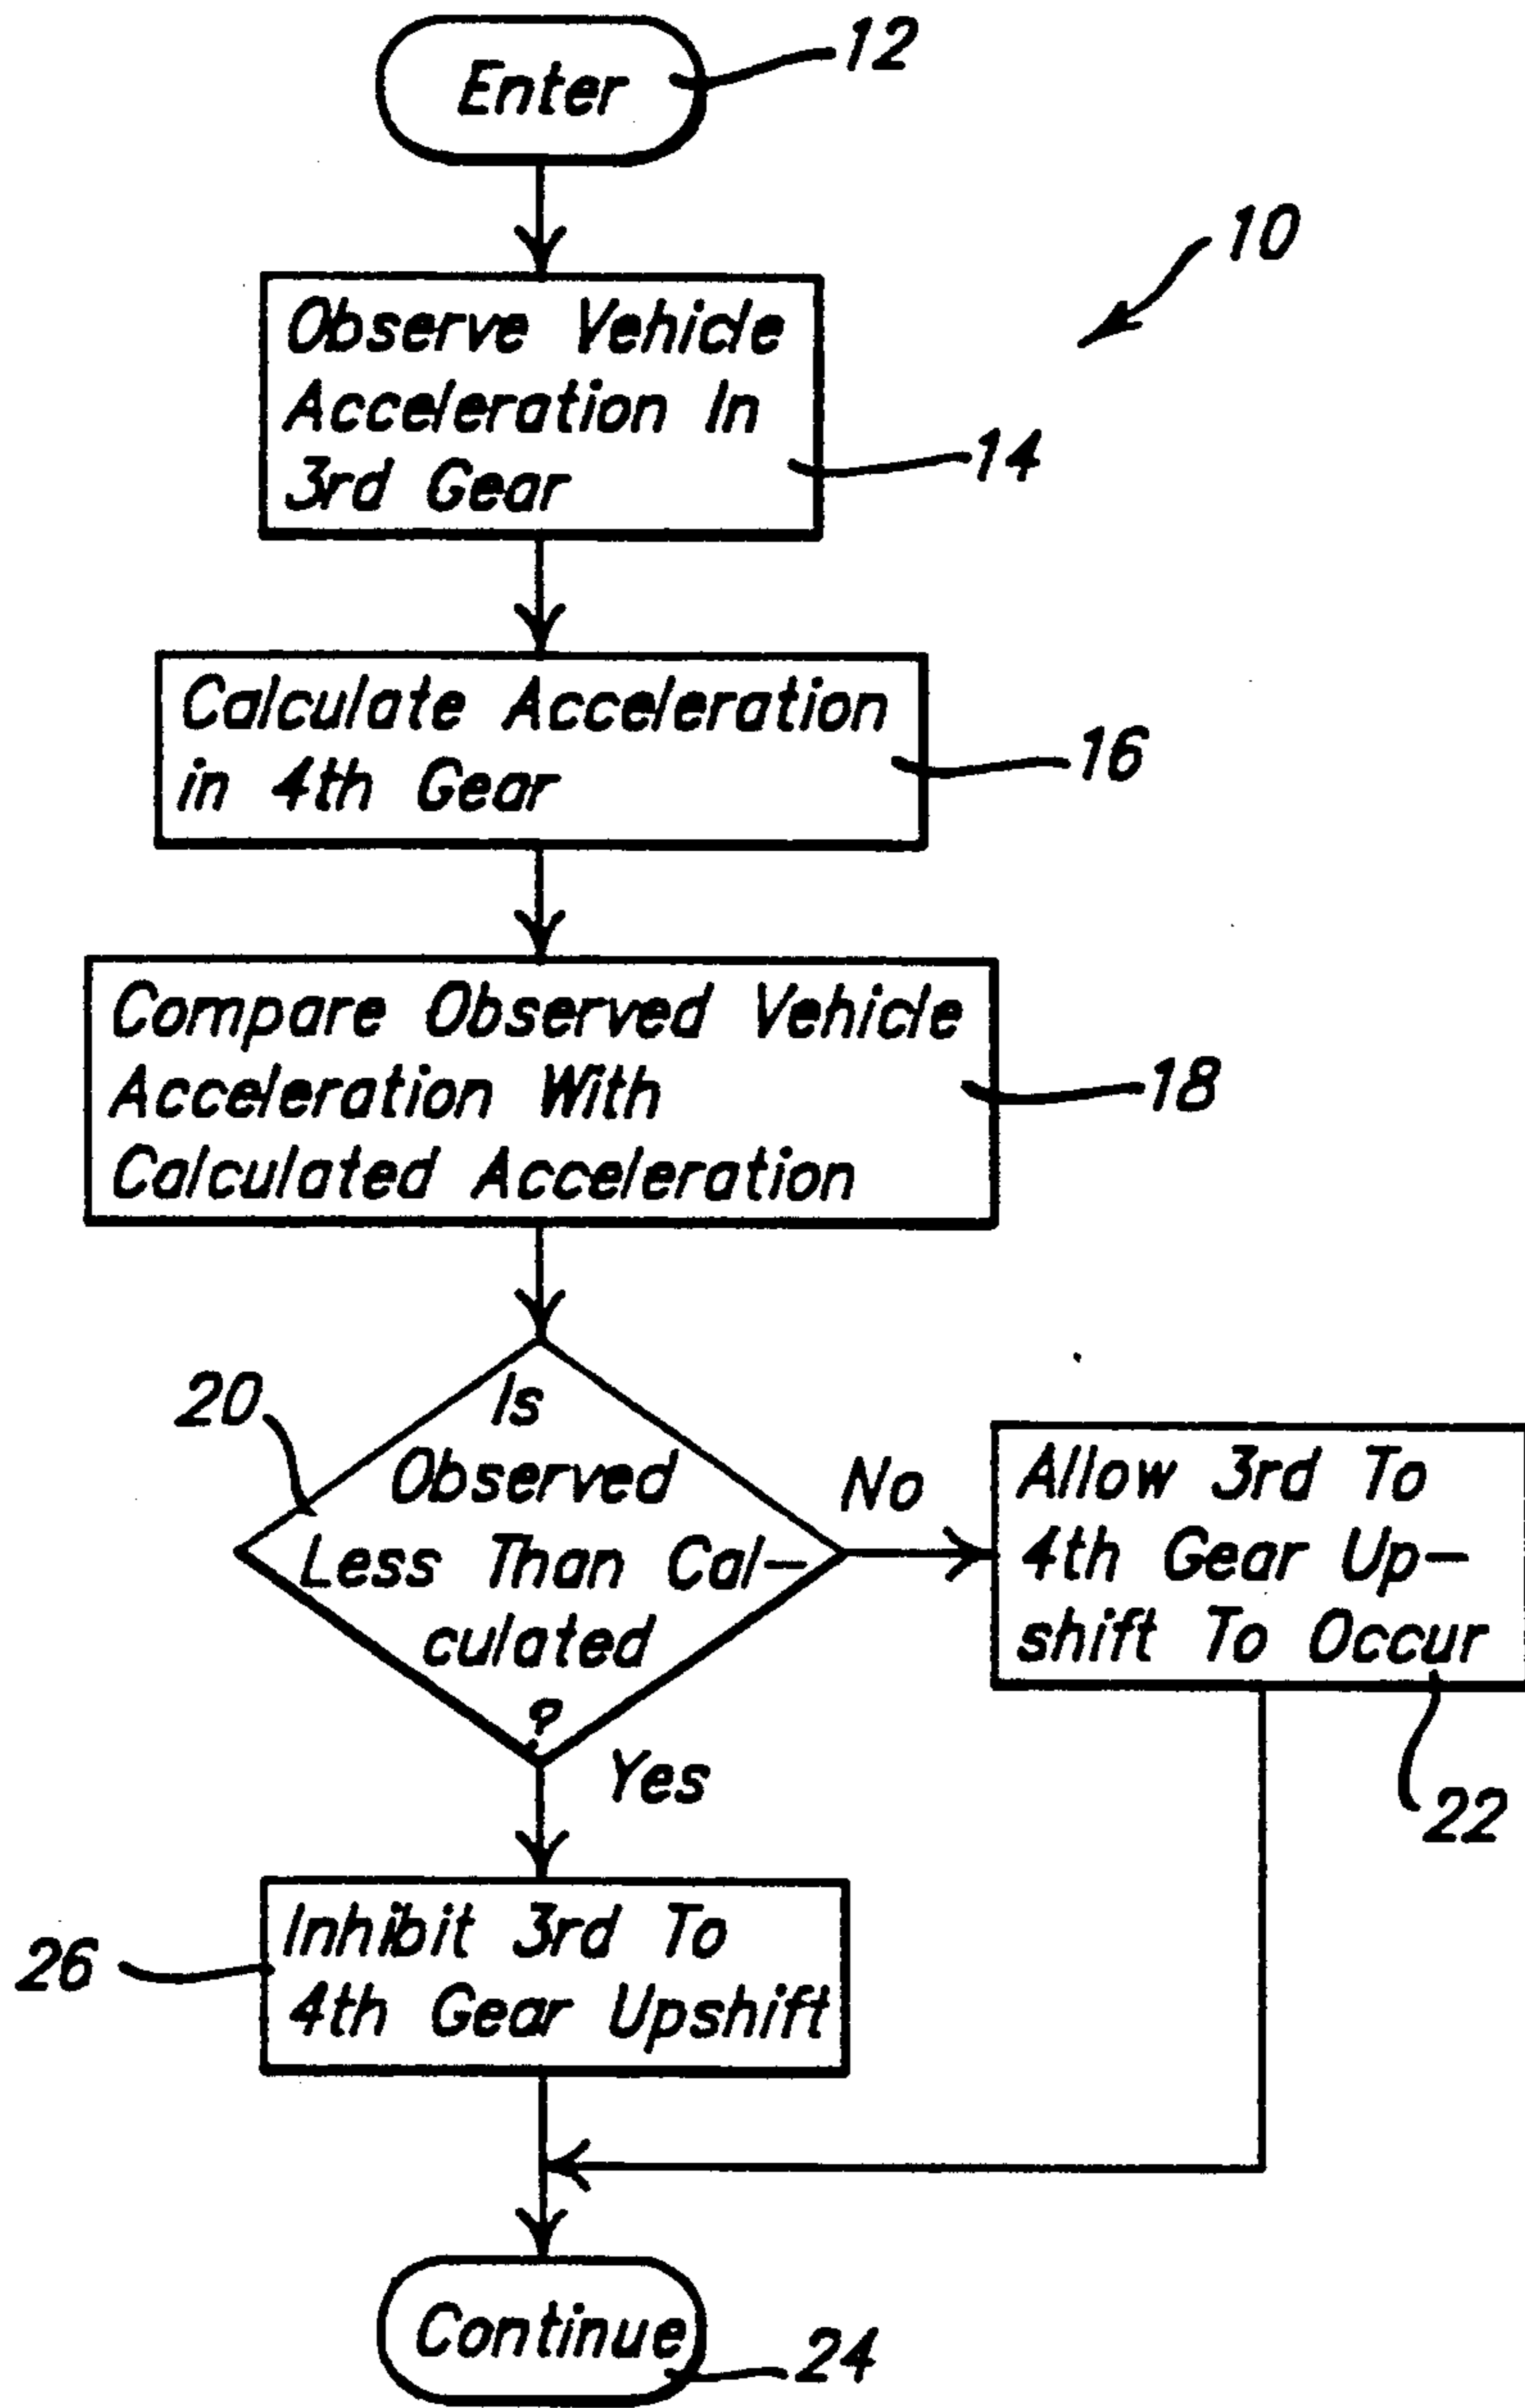 Enter
12
10
Observe Vehicle
Acceleration In
3rd Gear
14
Calculate Acceleration
in 4th Gear
16
Compare Observed Vehicle
Acceleration With
Calculated Acceleration
18
20
Is
Observed
Less Than Cal-
culated
?
No
Yes
Allow 3rd To
4th Gear Up-
shift To Occur
22
Inhibit 3rd To
4th Gear Upshift
26
Continue
24